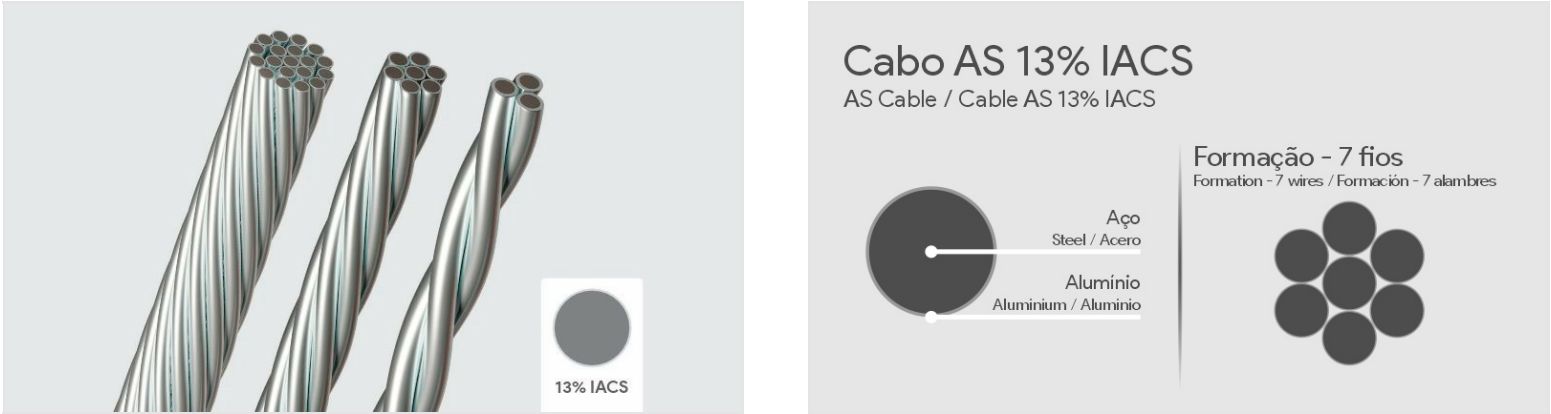 13% IACS
Cabo AS 13% IACS
AS Cable / Cable AS 13% IACS
Aço
Steel / Acero
Alumínio
Aluminium / Aluminio
Formação - 7 fios
Formation - 7 wires / Formación - 7 alambres